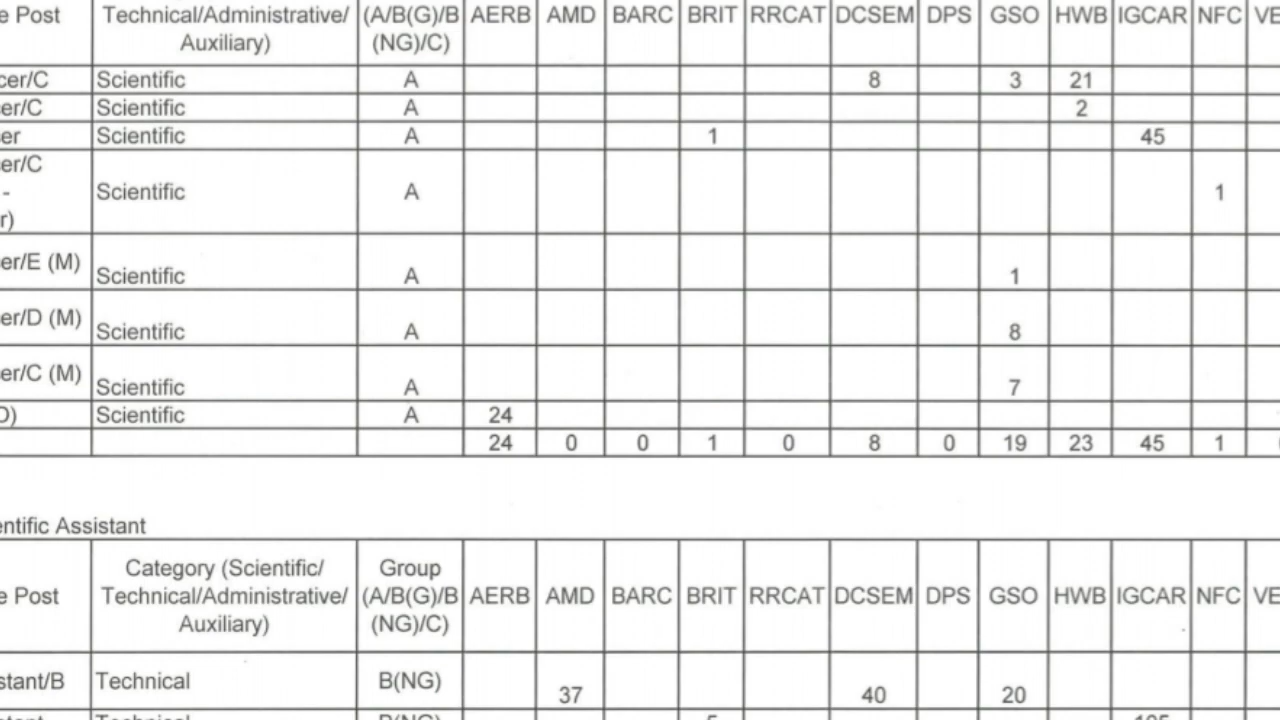 e Post Technical/Administrative/ (A/B(G)/B AERB AMD BARC BRIT RRCAT DCSEM DPS GSO HWB IGCAR NFC VE
Auxiliary) (NG)/C)
cer/C Scientific A 8 3 21
er/C Scientific A 2
er Scientific A 1 45
er/C
- Scientific A 1
r)
er/E (M)
Scientific A 1
er/D (M)
Scientific A 8
er/C (M)
Scientific A 7
O) Scientific A 24
24 0 0 1 0 8 0 19 23 45 1
entific Assistant
Category (Scientific/ Group
e Post Technical/Administrative/ (A/B(G)/B AERB AMD BARC BRIT RRCAT DCSEM DPS GSO HWB IGCAR NFC VE
Auxiliary) (NG)/C)
stant/B Technical B(NG)
37 40 20
stant Technical B(NG) 5